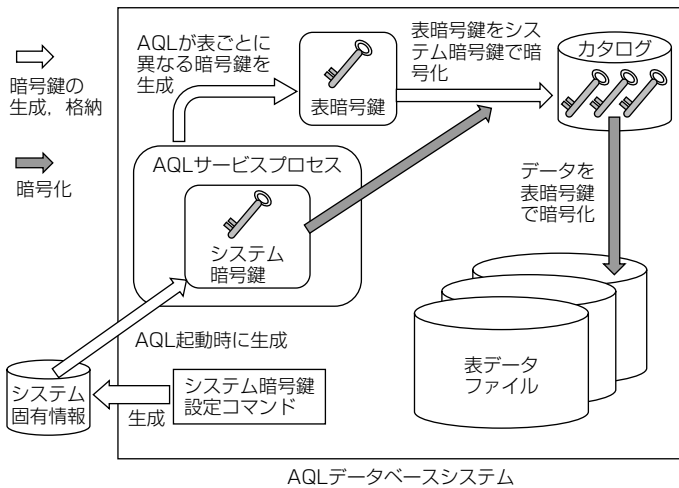 暗号鍵の
生成，格納
暗号化
AQLが表ごとに
異なる暗号鍵を
生成
表暗号鍵
表暗号鍵をシス
テム暗号鍵で暗
号化
カタログ
AQLサービスプロセス
システム
暗号鍵
データを
表暗号鍵
で暗号化
AQL起動時に生成
表データ
ファイル
システム
固有情報
生成
システム暗号鍵
設定コマンド
AQLデータベースシステム